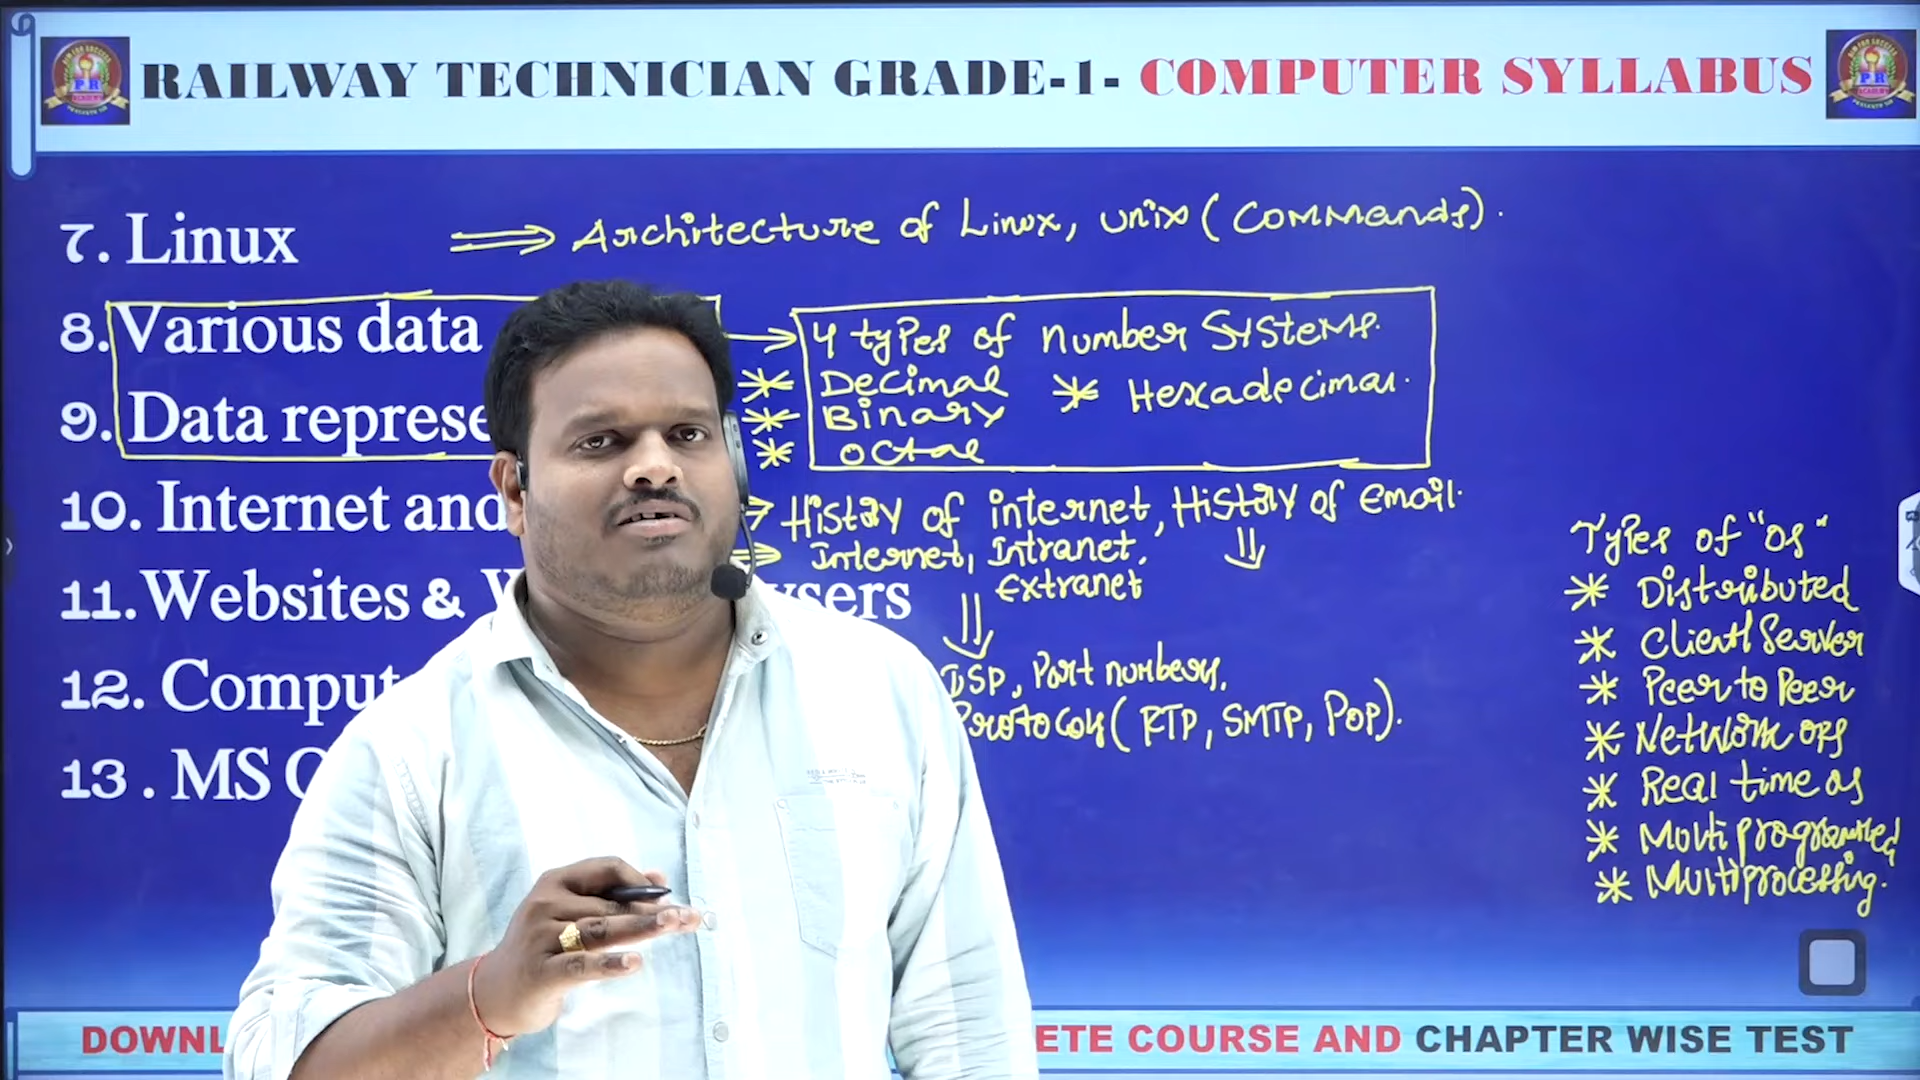 RAILWAY TECHNICIAN GRADE-1- COMPUTER SYLLABUS
7. Linux
Architecture of Linux, Unix (Commands).
8. Various data
9. Data represe
4 types of number Systems.
* Decimal * Hexadecimal.
* Binary
* Octal
10. Internet and
History of internet, History of email.
Internet, Intranet,
Extranet
11. Websites & W sers
12. Comput
Port numbers,
Protocols ( FTP, SMTP, POP).
13 . MS O
Types of "OS"
* Distributed
* Client Server
* Peer to Peer
* Network OS
* Real time os
* Multi programmed
* Multiprocessing.
PR
ACADEMY
PR
ACADEMY
DOWNL ETE COURSE AND CHAPTER WISE TEST